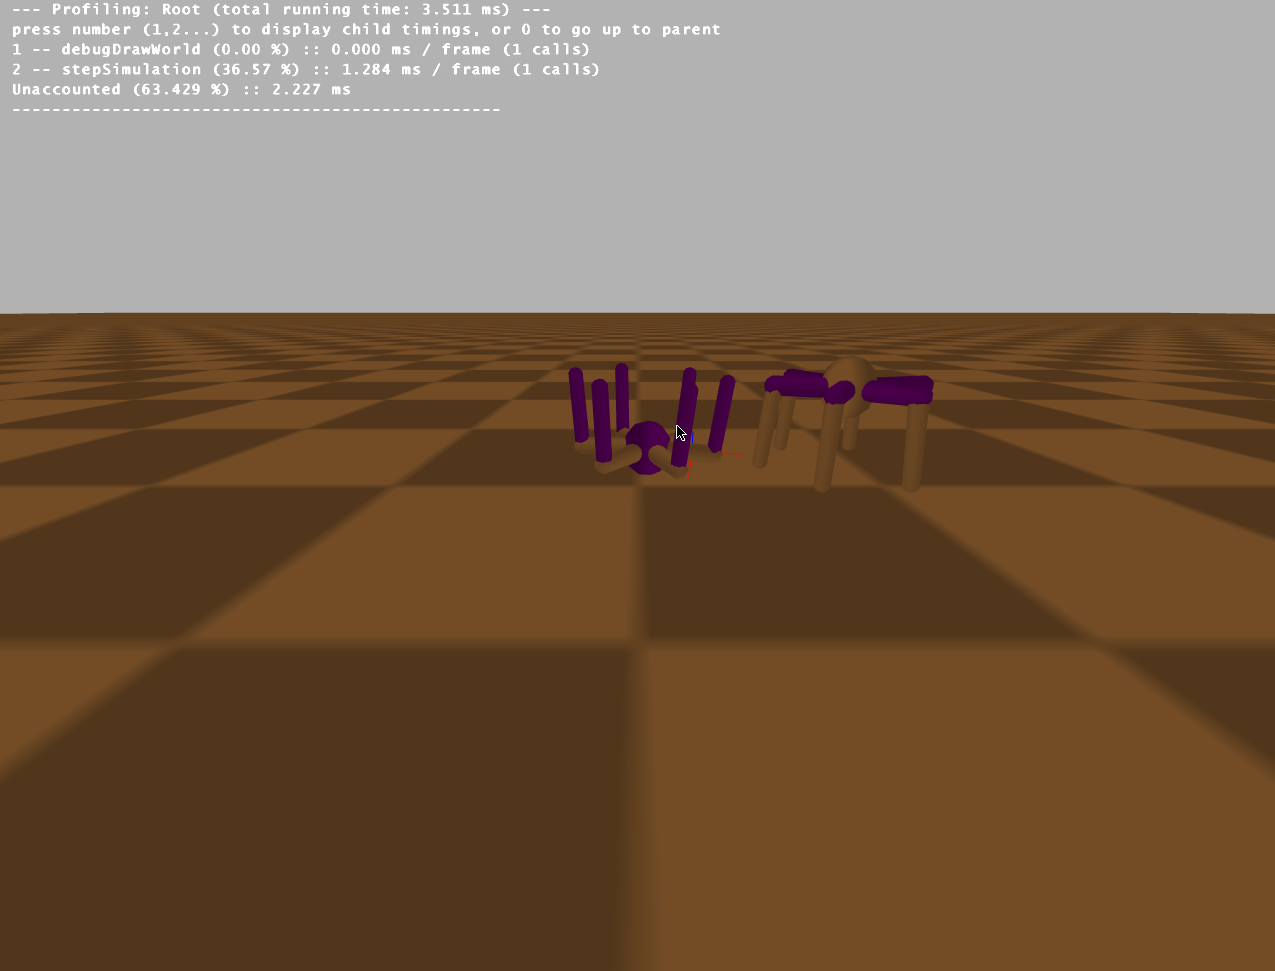 --- Profiling: Root (total running time: 3.511 ms) ---
press number (1,2...) to display child timings, or 0 to go up to parent
1 -- debugDrawWorld (0.00 %) :: 0.000 ms / frame (1 calls)
2 -- stepSimulation (36.57 %) :: 1.284 ms / frame (1 calls)
Unaccounted (63.429 %) :: 2.227 ms
-------------------------------------------------